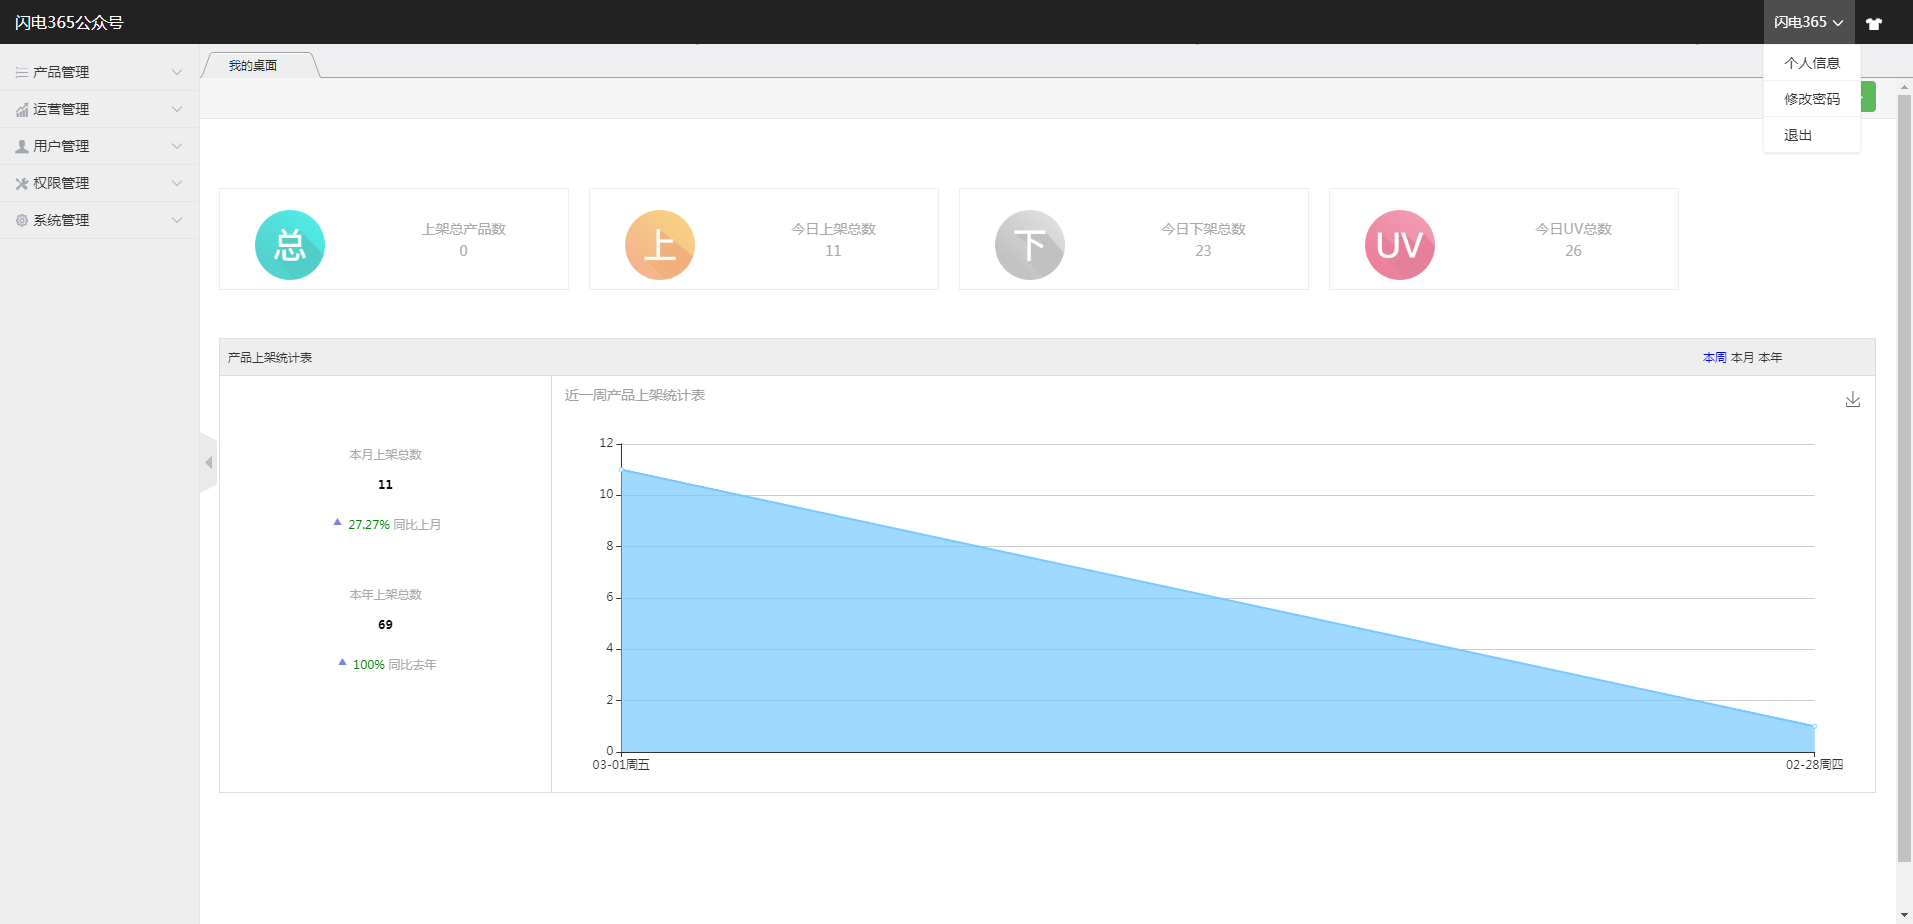 闪电365公众号
闪电365
个人信息
修改密码
退出
产品管理
运营管理
用户管理
权限管理
系统管理
我的桌面
总
上架总产品数
0
上
今日上架总数
11
下
今日下架总数
23
UV
今日UV总数
26
产品上架统计表
本周 本月 本年
本月上架总数
11
27.27% 同比上月
本年上架总数
69
100% 同比去年
近一周产品上架统计表
12
10
8
6
4
2
0
03-01周五
02-28周四